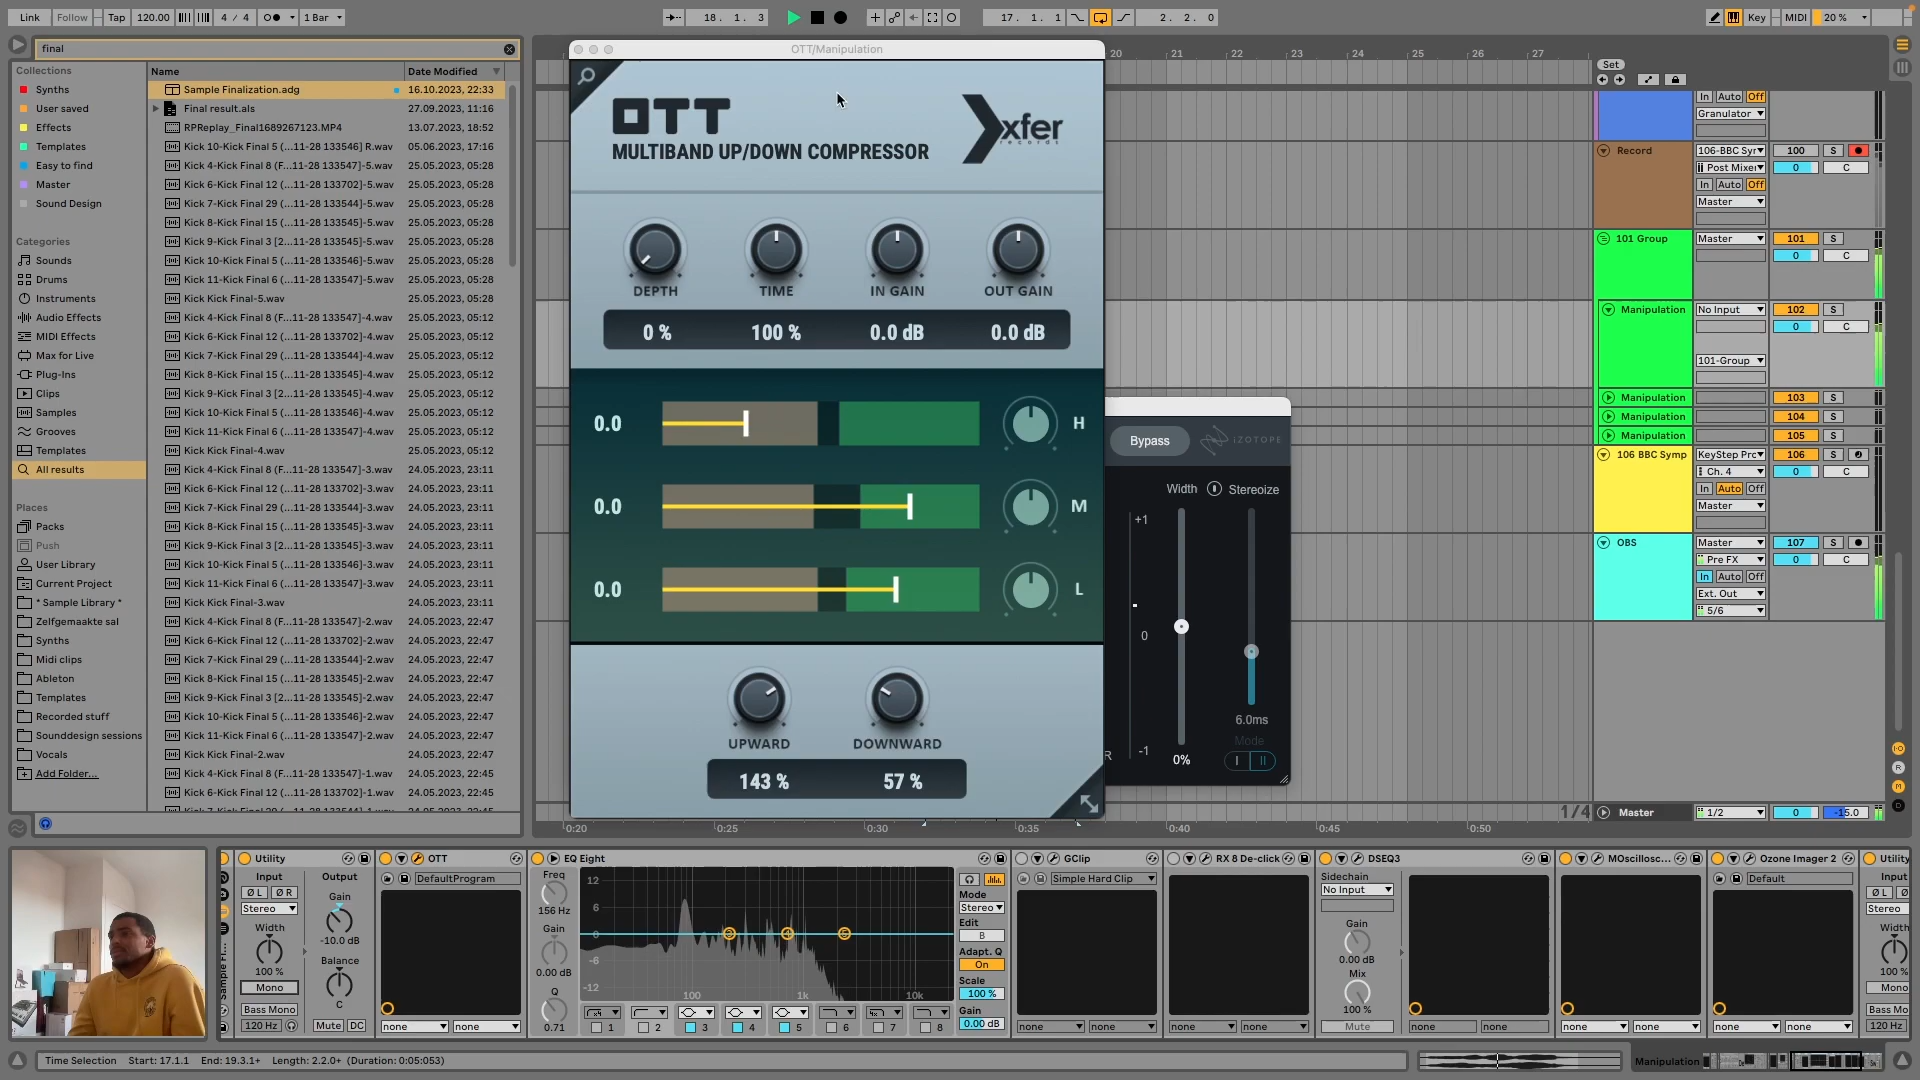 Link
Follow
Tap
120.00
4 / 4
1 Bar
18. 1. 3
17. 1. 1
2. 2. 0
Key
MIDI
20 %
final
Collections
Synths
User saved
Effects
Templates
Easy to find
Master
Sound Design
Categories
Sounds
Drums
Instruments
Audio Effects
MIDI Effects
Max for Live
Plug-Ins
Clips
Samples
Grooves
Templates
All results
Places
Packs
Push
User Library
Current Project
* Sample Library *
Zelfgemaakte sal
Synths
Midi clips
Ableton
Templates
Recorded stuff
Sounddesign sessions
Vocals
Add Folder...
Name Date Modified
Sample Finalization.adg 16.10.2023, 22:33
Final result.als 27.09.2023, 11:16
RPReplay_Final1689267123.MP4 13.07.2023, 18:52
Kick 10-Kick Final 5 (...11-28 133546] R.wav 05.06.2023, 17:16
Kick 4-Kick Final 8 (F...11-28 133547]-5.wav 25.05.2023, 05:28
Kick 6-Kick Final 12 (...11-28 133702]-5.wav 25.05.2023, 05:28
Kick 7-Kick Final 29 (...11-28 133544]-5.wav 25.05.2023, 05:28
Kick 8-Kick Final 15 (...11-28 133545]-5.wav 25.05.2023, 05:28
Kick 9-Kick Final 3 [2...11-28 133545]-5.wav 25.05.2023, 05:28
Kick 10-Kick Final 5 (...11-28 133546]-5.wav 25.05.2023, 05:28
Kick 11-Kick Final 6 (...11-28 133547]-5.wav 25.05.2023, 05:28
Kick Kick Final-5.wav 25.05.2023, 05:28
Kick 4-Kick Final 8 (F...11-28 133547]-4.wav 25.05.2023, 05:12
Kick 6-Kick Final 12 (...11-28 133702]-4.wav 25.05.2023, 05:12
Kick 7-Kick Final 29 (...11-28 133544]-4.wav 25.05.2023, 05:12
Kick 8-Kick Final 15 (...11-28 133545]-4.wav 25.05.2023, 05:12
Kick 9-Kick Final 3 [2...11-28 133545]-4.wav 25.05.2023, 05:12
Kick 10-Kick Final 5 (...11-28 133546]-4.wav 25.05.2023, 05:12
Kick 11-Kick Final 6 (...11-28 133547]-4.wav 25.05.2023, 05:12
Kick Kick Final-4.wav 25.05.2023, 05:12
Kick 4-Kick Final 8 (F...11-28 133547]-3.wav 24.05.2023, 23:11
Kick 6-Kick Final 12 (...11-28 133702]-3.wav 24.05.2023, 23:11
Kick 7-Kick Final 29 (...11-28 133544]-3.wav 24.05.2023, 23:11
Kick 8-Kick Final 15 (...11-28 133545]-3.wav 24.05.2023, 23:11
Kick 9-Kick Final 3 [2...11-28 133545]-3.wav 24.05.2023, 23:11
Kick 10-Kick Final 5 (...11-28 133546]-3.wav 24.05.2023, 23:11
Kick 11-Kick Final 6 (...11-28 133547]-3.wav 24.05.2023, 23:11
Kick Kick Final-3.wav 24.05.2023, 23:11
Kick 4-Kick Final 8 (F...11-28 133547]-2.wav 24.05.2023, 22:47
Kick 6-Kick Final 12 (...11-28 133702]-2.wav 24.05.2023, 22:47
Kick 7-Kick Final 29 (...11-28 133544]-2.wav 24.05.2023, 22:47
Kick 8-Kick Final 15 (...11-28 133545]-2.wav 24.05.2023, 22:47
Kick 9-Kick Final 3 [2...11-28 133545]-2.wav 24.05.2023, 22:47
Kick 10-Kick Final 5 (...11-28 133546]-2.wav 24.05.2023, 22:47
Kick 11-Kick Final 6 (...11-28 133547]-2.wav 24.05.2023, 22:47
Kick Kick Final-2.wav 24.05.2023, 22:47
Kick 4-Kick Final 8 (F...11-28 133547]-1.wav 24.05.2023, 22:45
Kick 6-Kick Final 12 (...11-28 133702]-1.wav 24.05.2023, 22:45
OTT/Manipulation
OTT
MULTIBAND UP/DOWN COMPRESSOR
xfer
records
DEPTH TIME IN GAIN OUT GAIN
0 % 100 % 0.0 dB 0.0 dB
0.0 H
0.0 M
0.0 L
UPWARD DOWNWARD
143 % 57 %
Bypass
iZOTOPE
Width Stereoize
+1
0
-1
R
0%
6.0ms
Mode
I II
20 21 22 23 24 25 26 27
Set
In Auto Off
Granulator
Record 106-BBC Syr 100 S
Post Mixer 0 C
In Auto Off
Master
101 Group Master 101 S
0 C
Manipulation No Input 102 S
0 C
101-Group
Manipulation 103 S
Manipulation 104 S
Manipulation 105 S
106 BBC Symp KeyStep Pro 106 S
Ch. 4 0 C
In Auto Off
Master
OBS Master 107 S
Pre FX 0 C
In Auto Off
Ext. Out
5/6
1/4 Master 1/2 0 -15.0
0:20 0:25 0:30 0:35 0:40 0:45 0:50
Utility
Input Output
Ø L Ø R Gain
Stereo
Width -10.0 dB
Balance
100 %
Mono C
Bass Mono
120 Hz Mute DC
OTT
DefaultProgram
none none
EQ Eight
Freq
156 Hz
Gain
0.00 dB
Q
0.71
12
6
0
-6
-12
100 1k 10k
1 2 3 4 5 6 7 8
Mode
Stereo
Edit
B
Adapt. Q
On
Scale
100 %
Gain
0.00 dB
GClip
Simple Hard Clip
none none
RX 8 De-click
none none
DSEQ3
Sidechain
No Input
Gain
0.00 dB
Mix
100 %
Mute
none none
MOscillosc...
none none
Ozone Imager 2
Default
none none
Utility
Input
Ø L
Stereo
Width
100 %
Mono
Bass Mono
120 Hz
Time Selection Start: 17.1.1 End: 19.3.1+ Length: 2.2.0+ (Duration: 0:05:053)
Manipulation